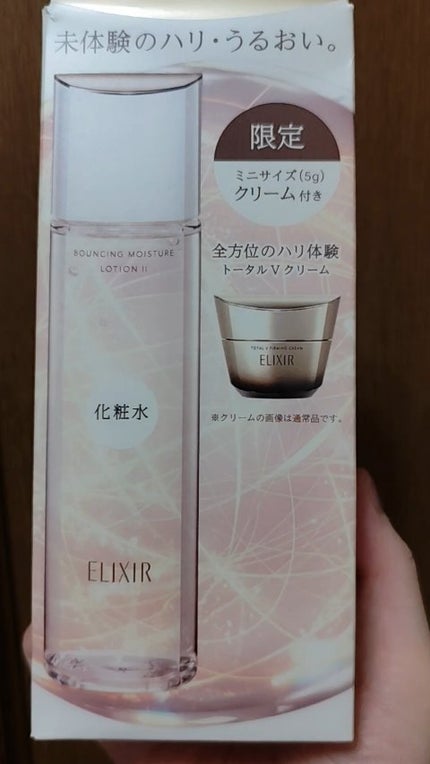 未体験のハリ・うるおい。
限定
ミニサイズ(5g)
クリーム付き
BOUNCING MOISTURE
LOTION II
全方位のハリ体験
トータルV クリーム
TOTAL V FIRMING CREAM
ELIXIR
化粧水
※クリームの画像は通常品です。
ELIXIR